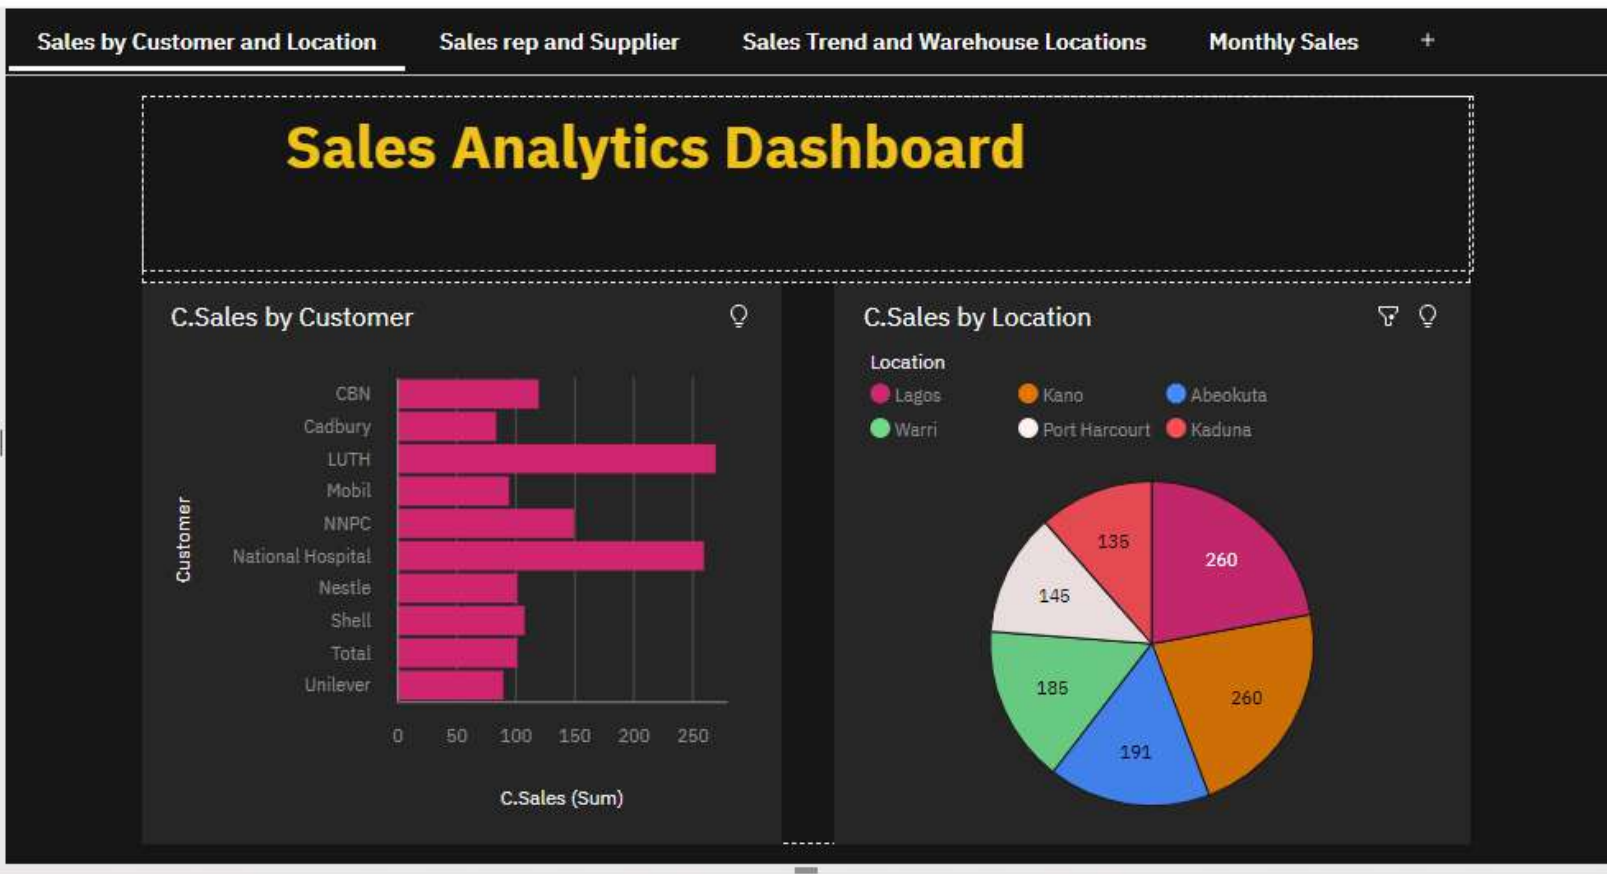 Sales by Customer and Location Sales rep and Supplier Sales Trend and Warehouse Locations Monthly Sales +
Sales Analytics Dashboard
C.Sales by Customer
Customer
CBN
Cadbury
LUTH
Mobil
NNPC
National Hospital
Nestle
Shell
Total
Unilever
0 50 100 150 200 250
C.Sales (Sum)
C.Sales by Location
Location
Lagos Kano Abeokuta
Warri Port Harcourt Kaduna
135
260
145
185
260
191